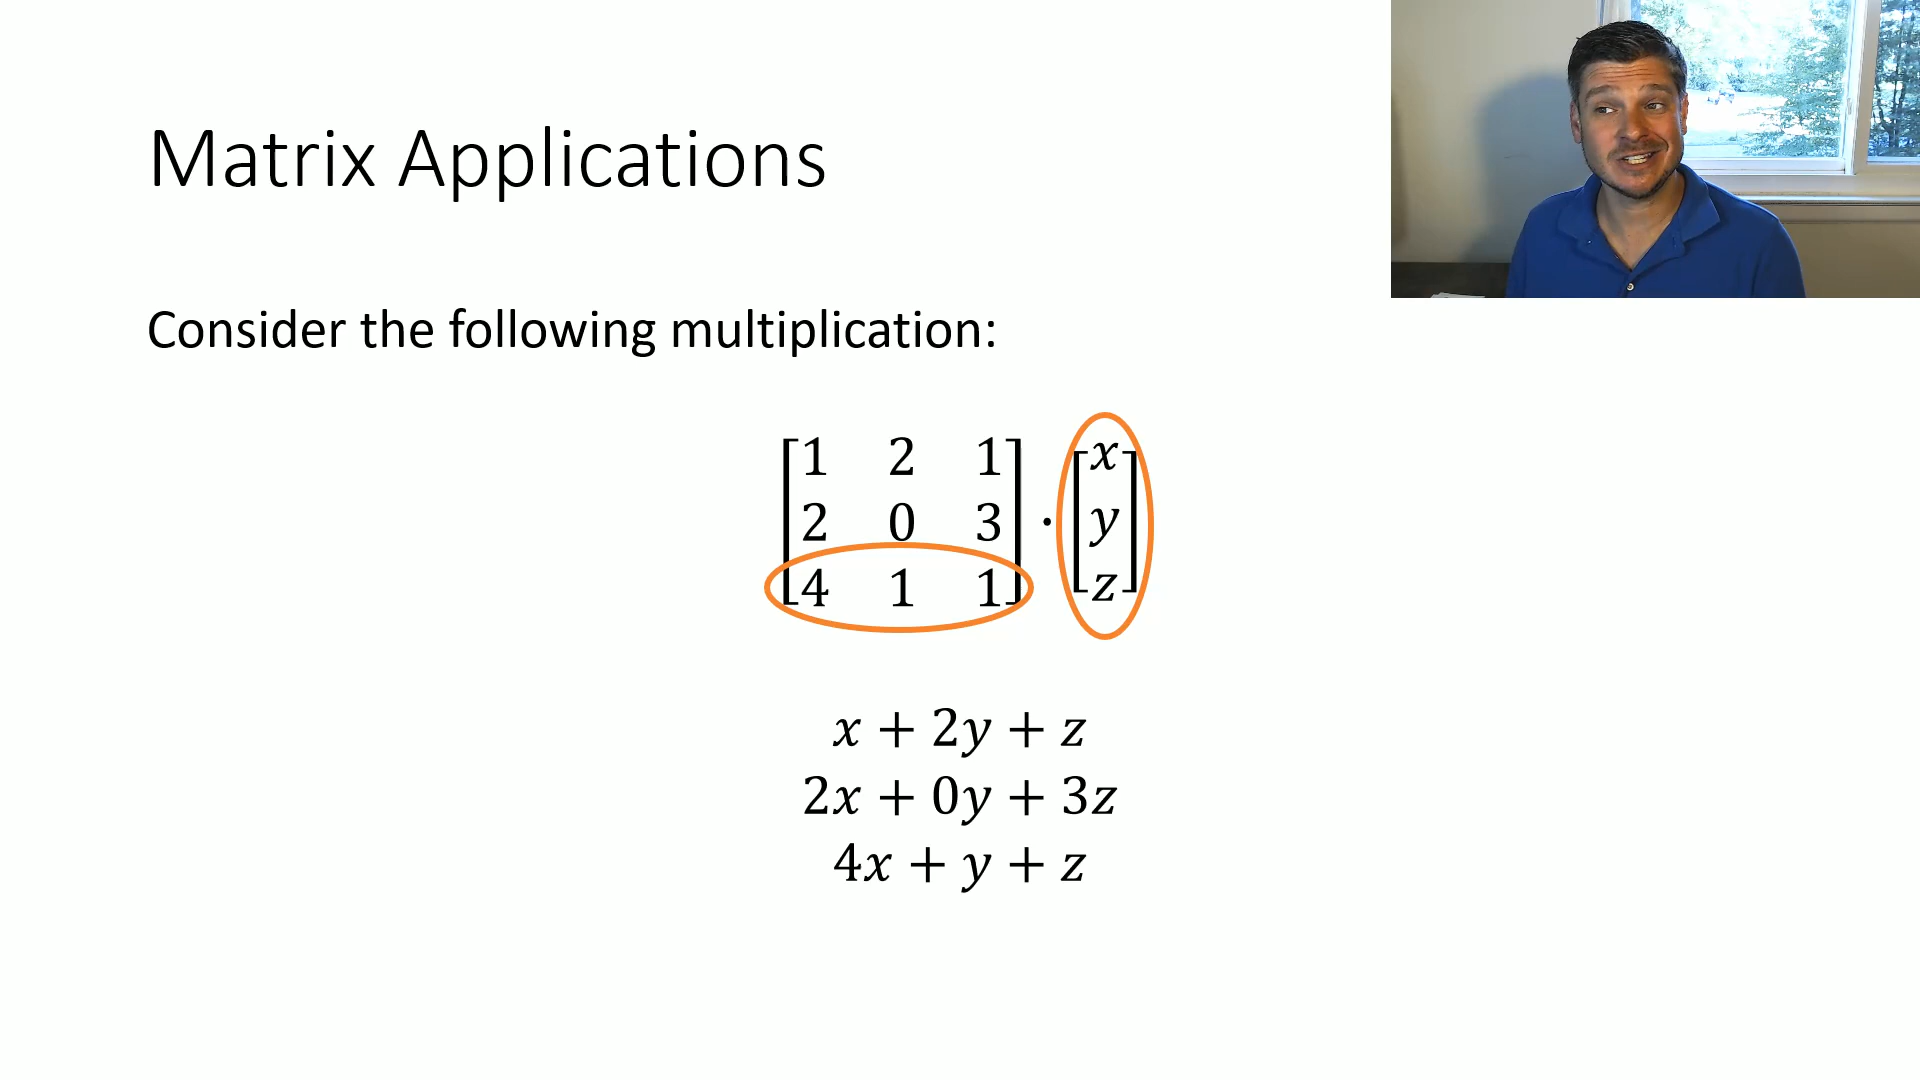 Matrix Applications
Consider the following multiplication:
[1 2 1] [x]
[2 0 3] · [y]
[4 1 1] [z]
x + 2y + z
2x + 0y + 3z
4x + y + z